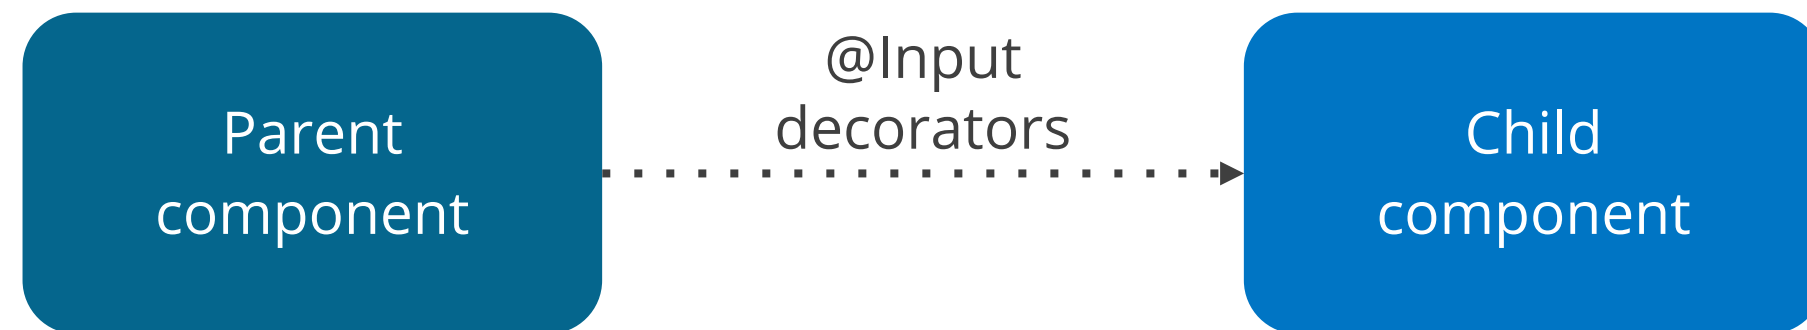 Parent
component
@Input
decorators
Child
component